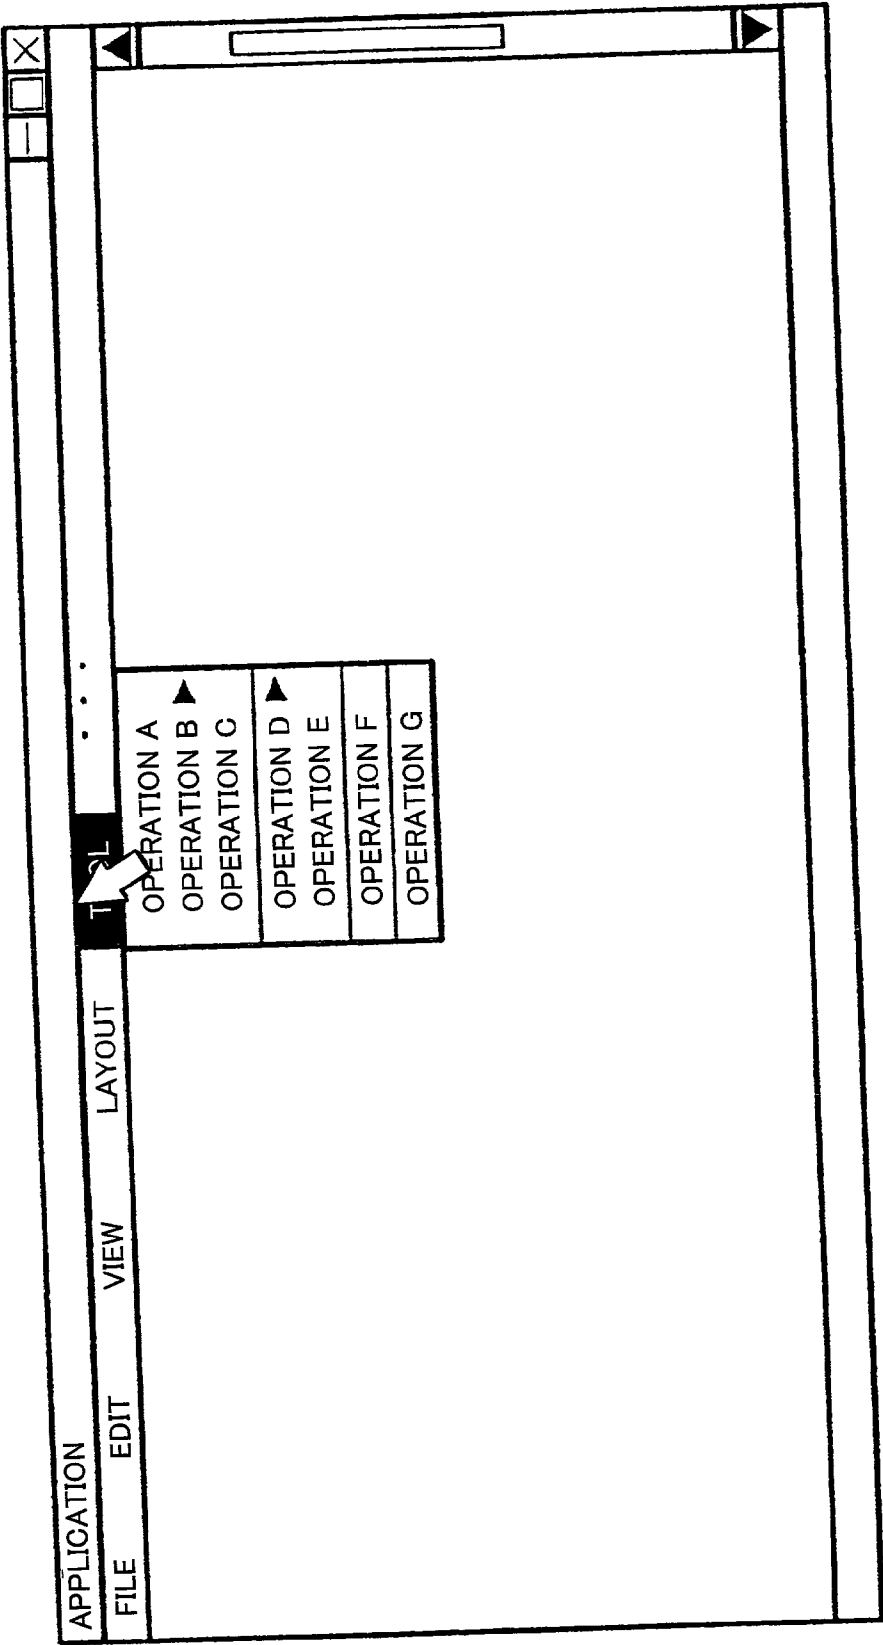 APPLICATION
FILE EDIT VIEW LAYOUT . . .
OPERATION A
OPERATION B
OPERATION C
OPERATION D
OPERATION E
OPERATION F
OPERATION G